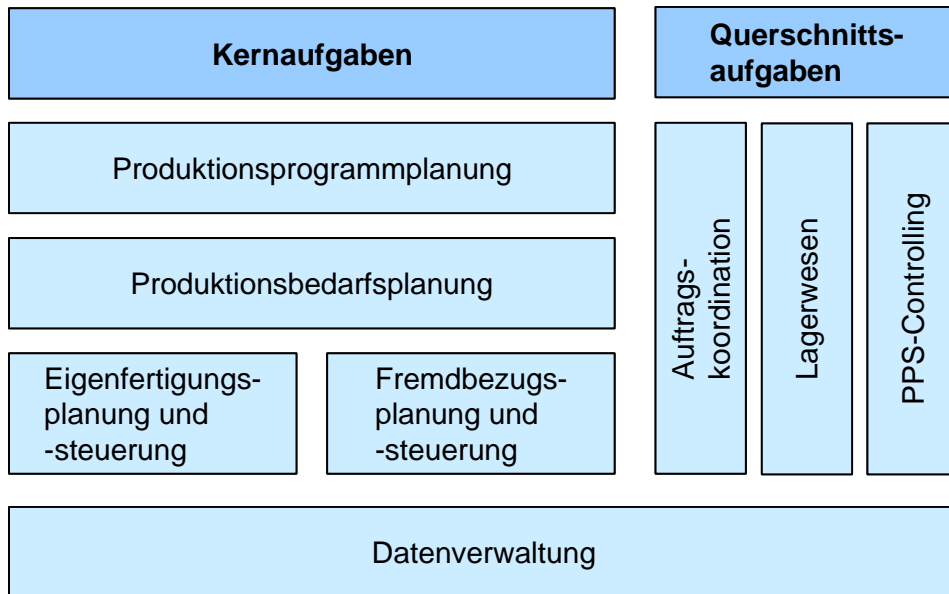 Kernaufgaben
Querschnitts-
aufgaben
Produktionsprogrammplanung
Produktionsbedarfsplanung
Eigenfertigungs-
planung und
-steuerung
Fremdbezugs-
planung und
-steuerung
Auftrags-
koordination
Lagerwesen
PPS-Controlling
Datenverwaltung